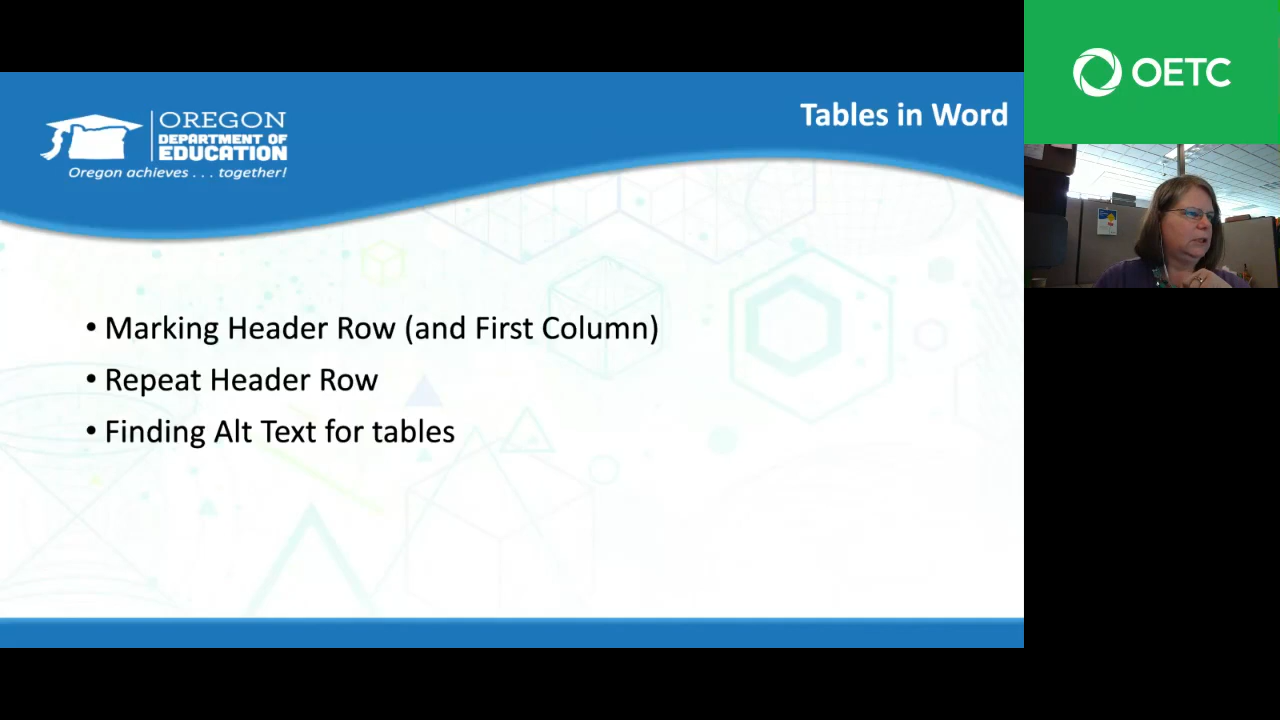 OETC
OREGON
DEPARTMENT OF
EDUCATION
Oregon achieves . . . together!
Tables in Word
• Marking Header Row (and First Column)
• Repeat Header Row
• Finding Alt Text for tables